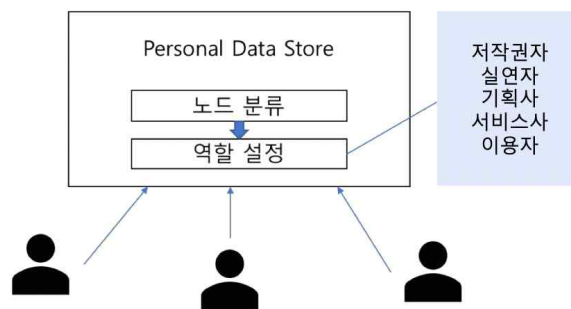 Personal Data Store
노드 분류
역할 설정
저작권자
실연자
기획사
서비스사
이용자